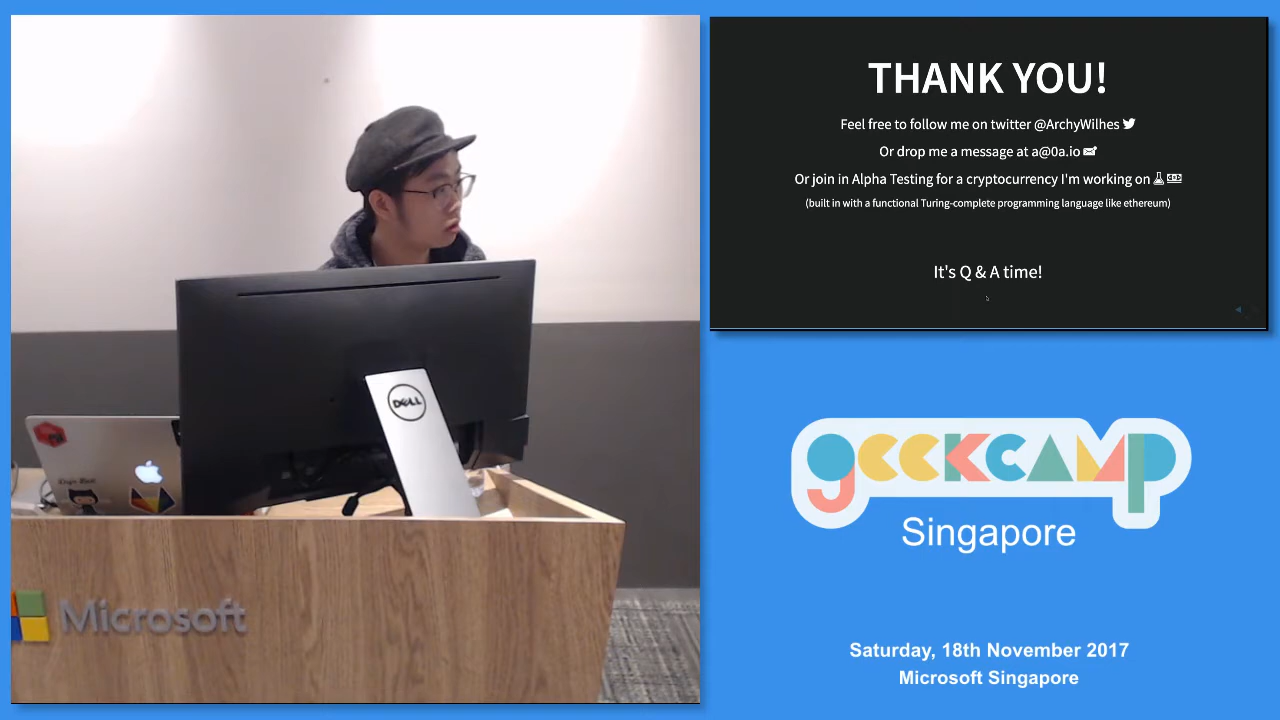 THANK YOU!
Feel free to follow me on twitter @ArchyWilhes
Or drop me a message at a@0a.io
Or join in Alpha Testing for a cryptocurrency I'm working on
(built in with a functional Turing-complete programming language like ethereum)
It's Q & A time!
DELL
Microsoft
geekcamp
Singapore
Saturday, 18th November 2017
Microsoft Singapore